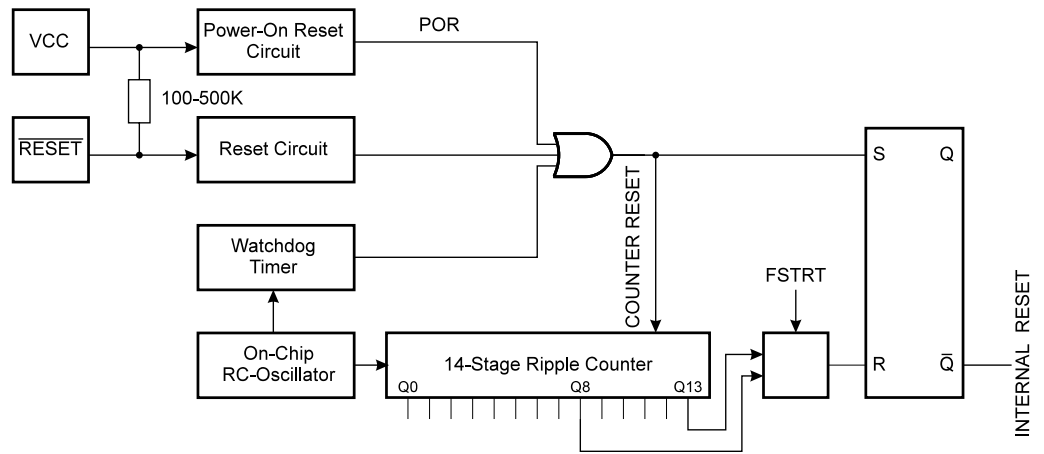 VCC
Power-On Reset
Circuit
POR
100-500K
RESET
Reset Circuit
S
Q
COUNTER RESET
Watchdog
Timer
FSTRT
INTERNAL RESET
On-Chip
RC-Oscillator
14-Stage Ripple Counter
Q0
Q8
Q13
R
Q̅